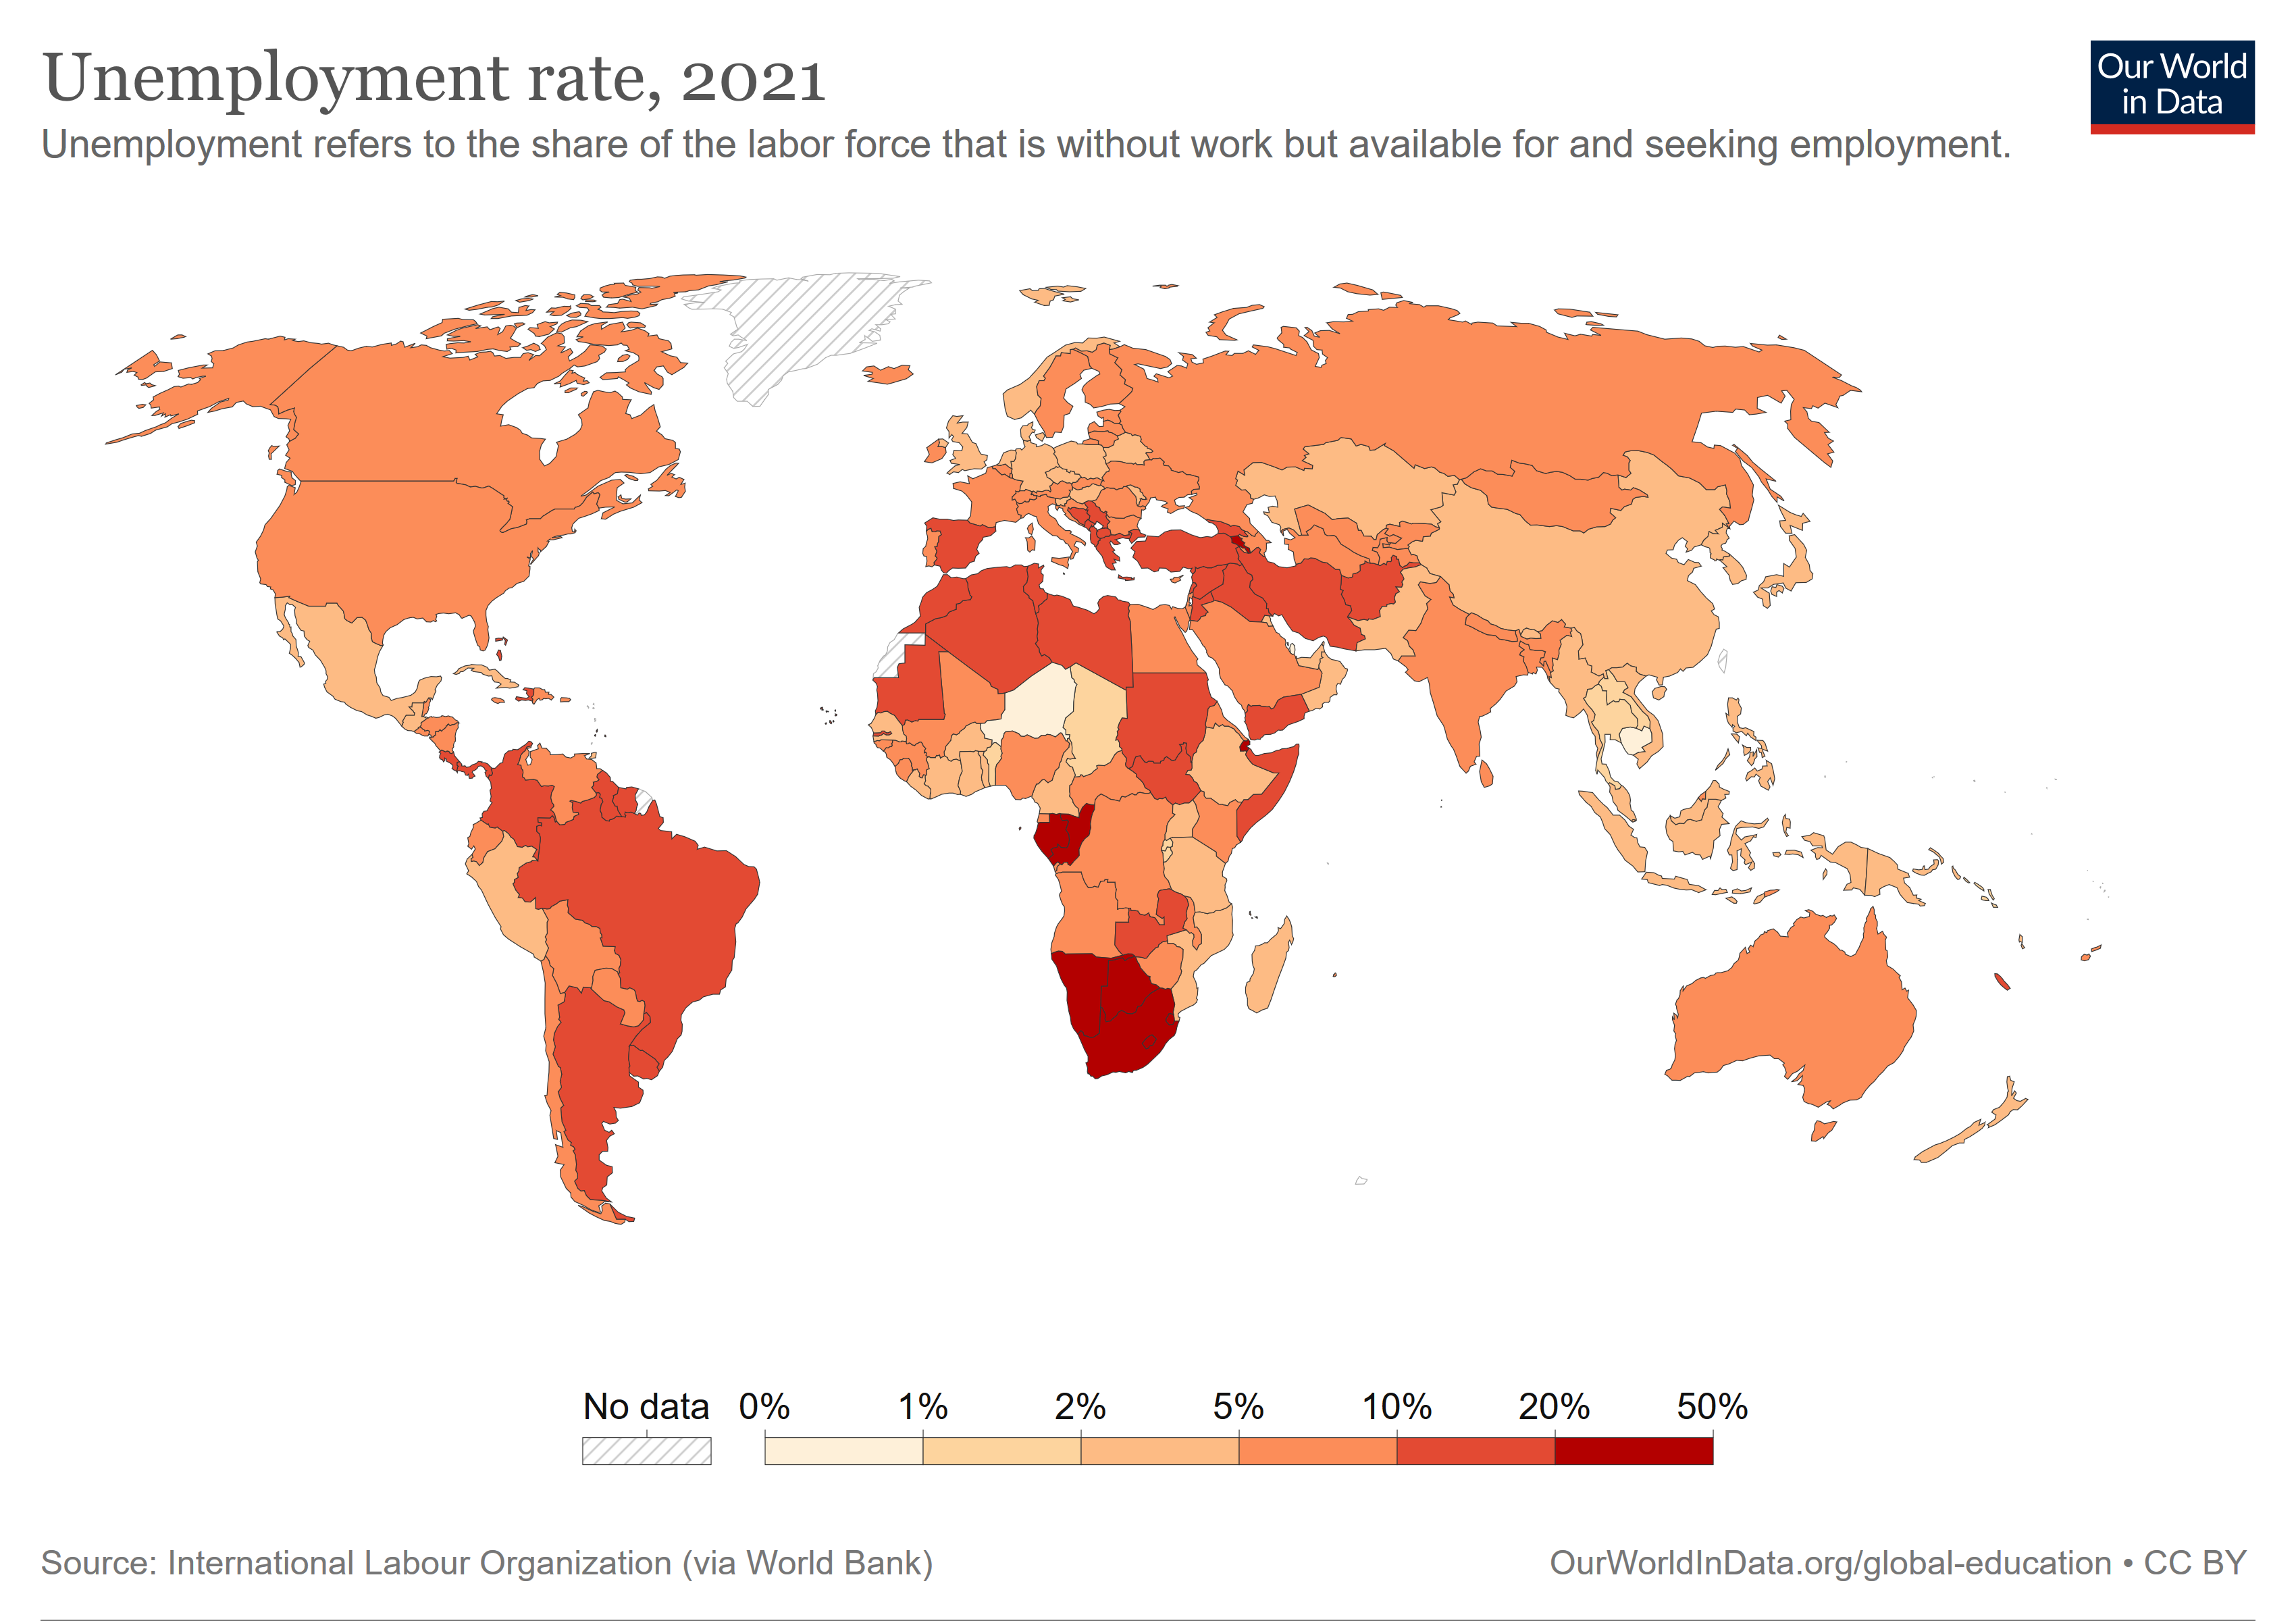 Unemployment rate, 2021
Our World
in Data
Unemployment refers to the share of the labor force that is without work but available for and seeking employment.
No data 0% 1% 2% 5% 10% 20% 50%
Source: International Labour Organization (via World Bank)
OurWorldInData.org/global-education • CC BY